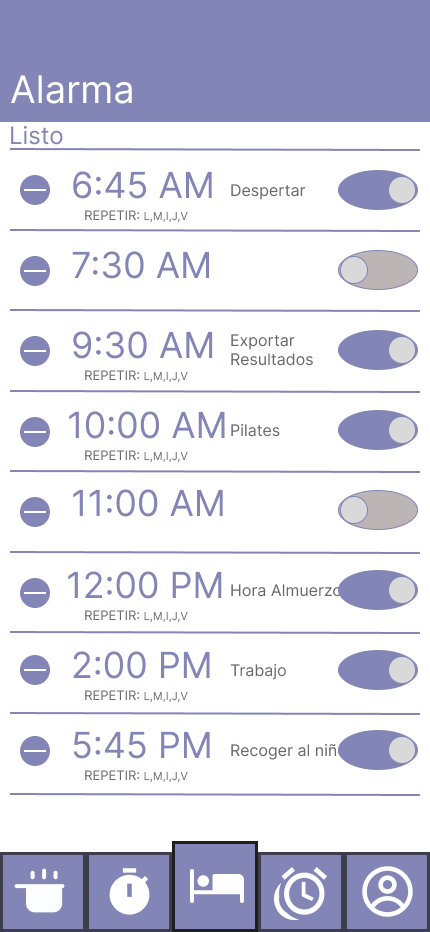 Alarma
Listo
6:45 AM Despertar
REPETIR: L,M,I,J,V
7:30 AM
9:30 AM Exportar
Resultados
REPETIR: L,M,I,J,V
10:00 AM Pilates
REPETIR: L,M,I,J,V
11:00 AM
12:00 PM Hora Almuerzo
REPETIR: L,M,I,J,V
2:00 PM Trabajo
REPETIR: L,M,I,J,V
5:45 PM Recoger al niñ
REPETIR: L,M,I,J,V